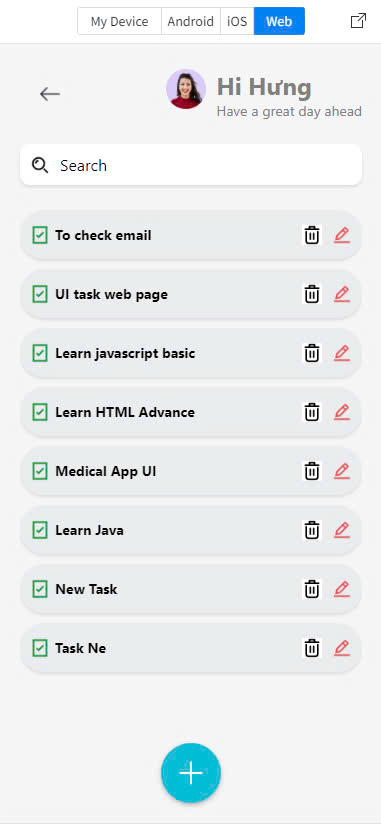 My Device Android iOS Web
Hi Hưng
Have a great day ahead
Search
To check email
UI task web page
Learn javascript basic
Learn HTML Advance
Medical App UI
Learn Java
New Task
Task Ne